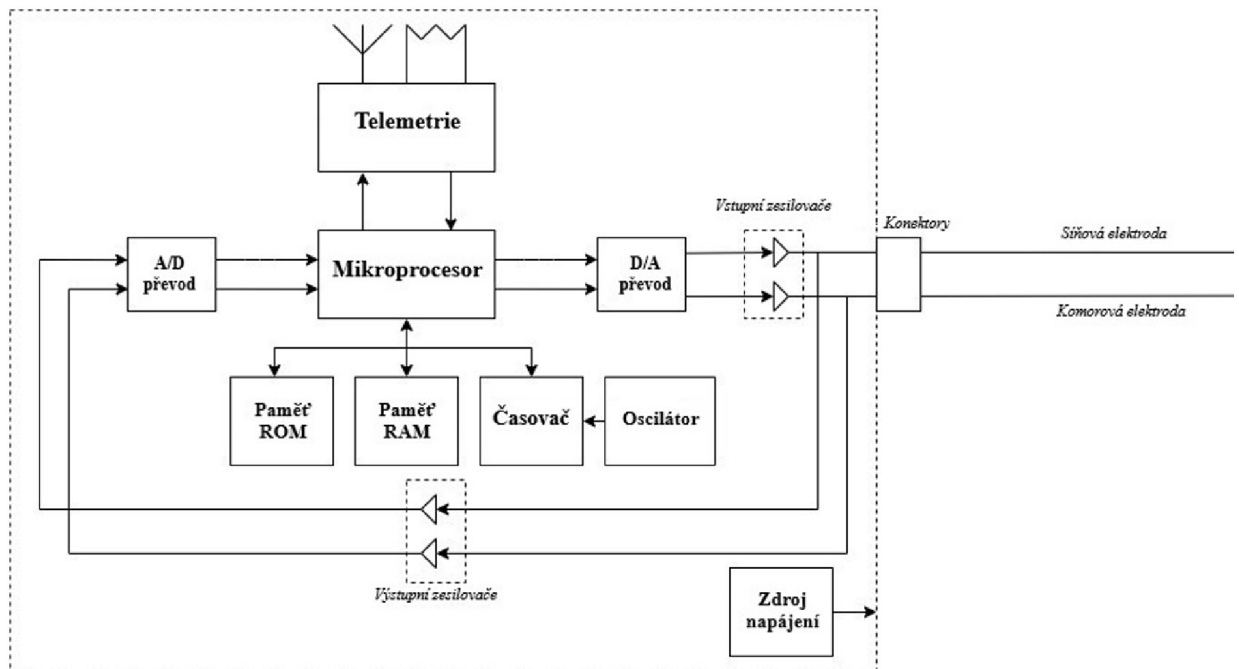 Telemetrie
Vstupní zesilovače
Konektory
Síňová elektroda
A/D
převod
Mikroprocesor
D/A
převod
Komorová elektroda
Paměť
ROM
Paměť
RAM
Časovač
Oscilátor
Výstupní zesilovače
Zdroj
napájení